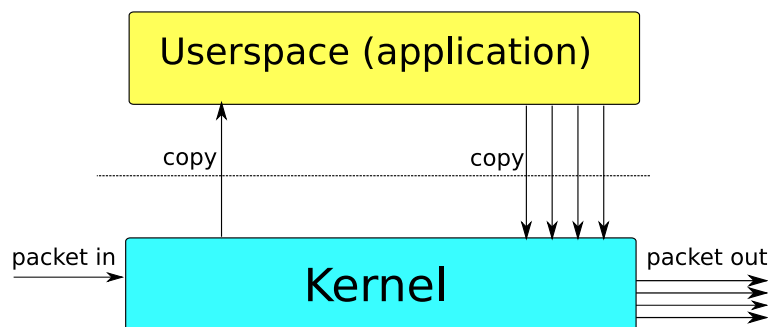 Userspace (application)
copy
copy
packet in
packet out
Kernel